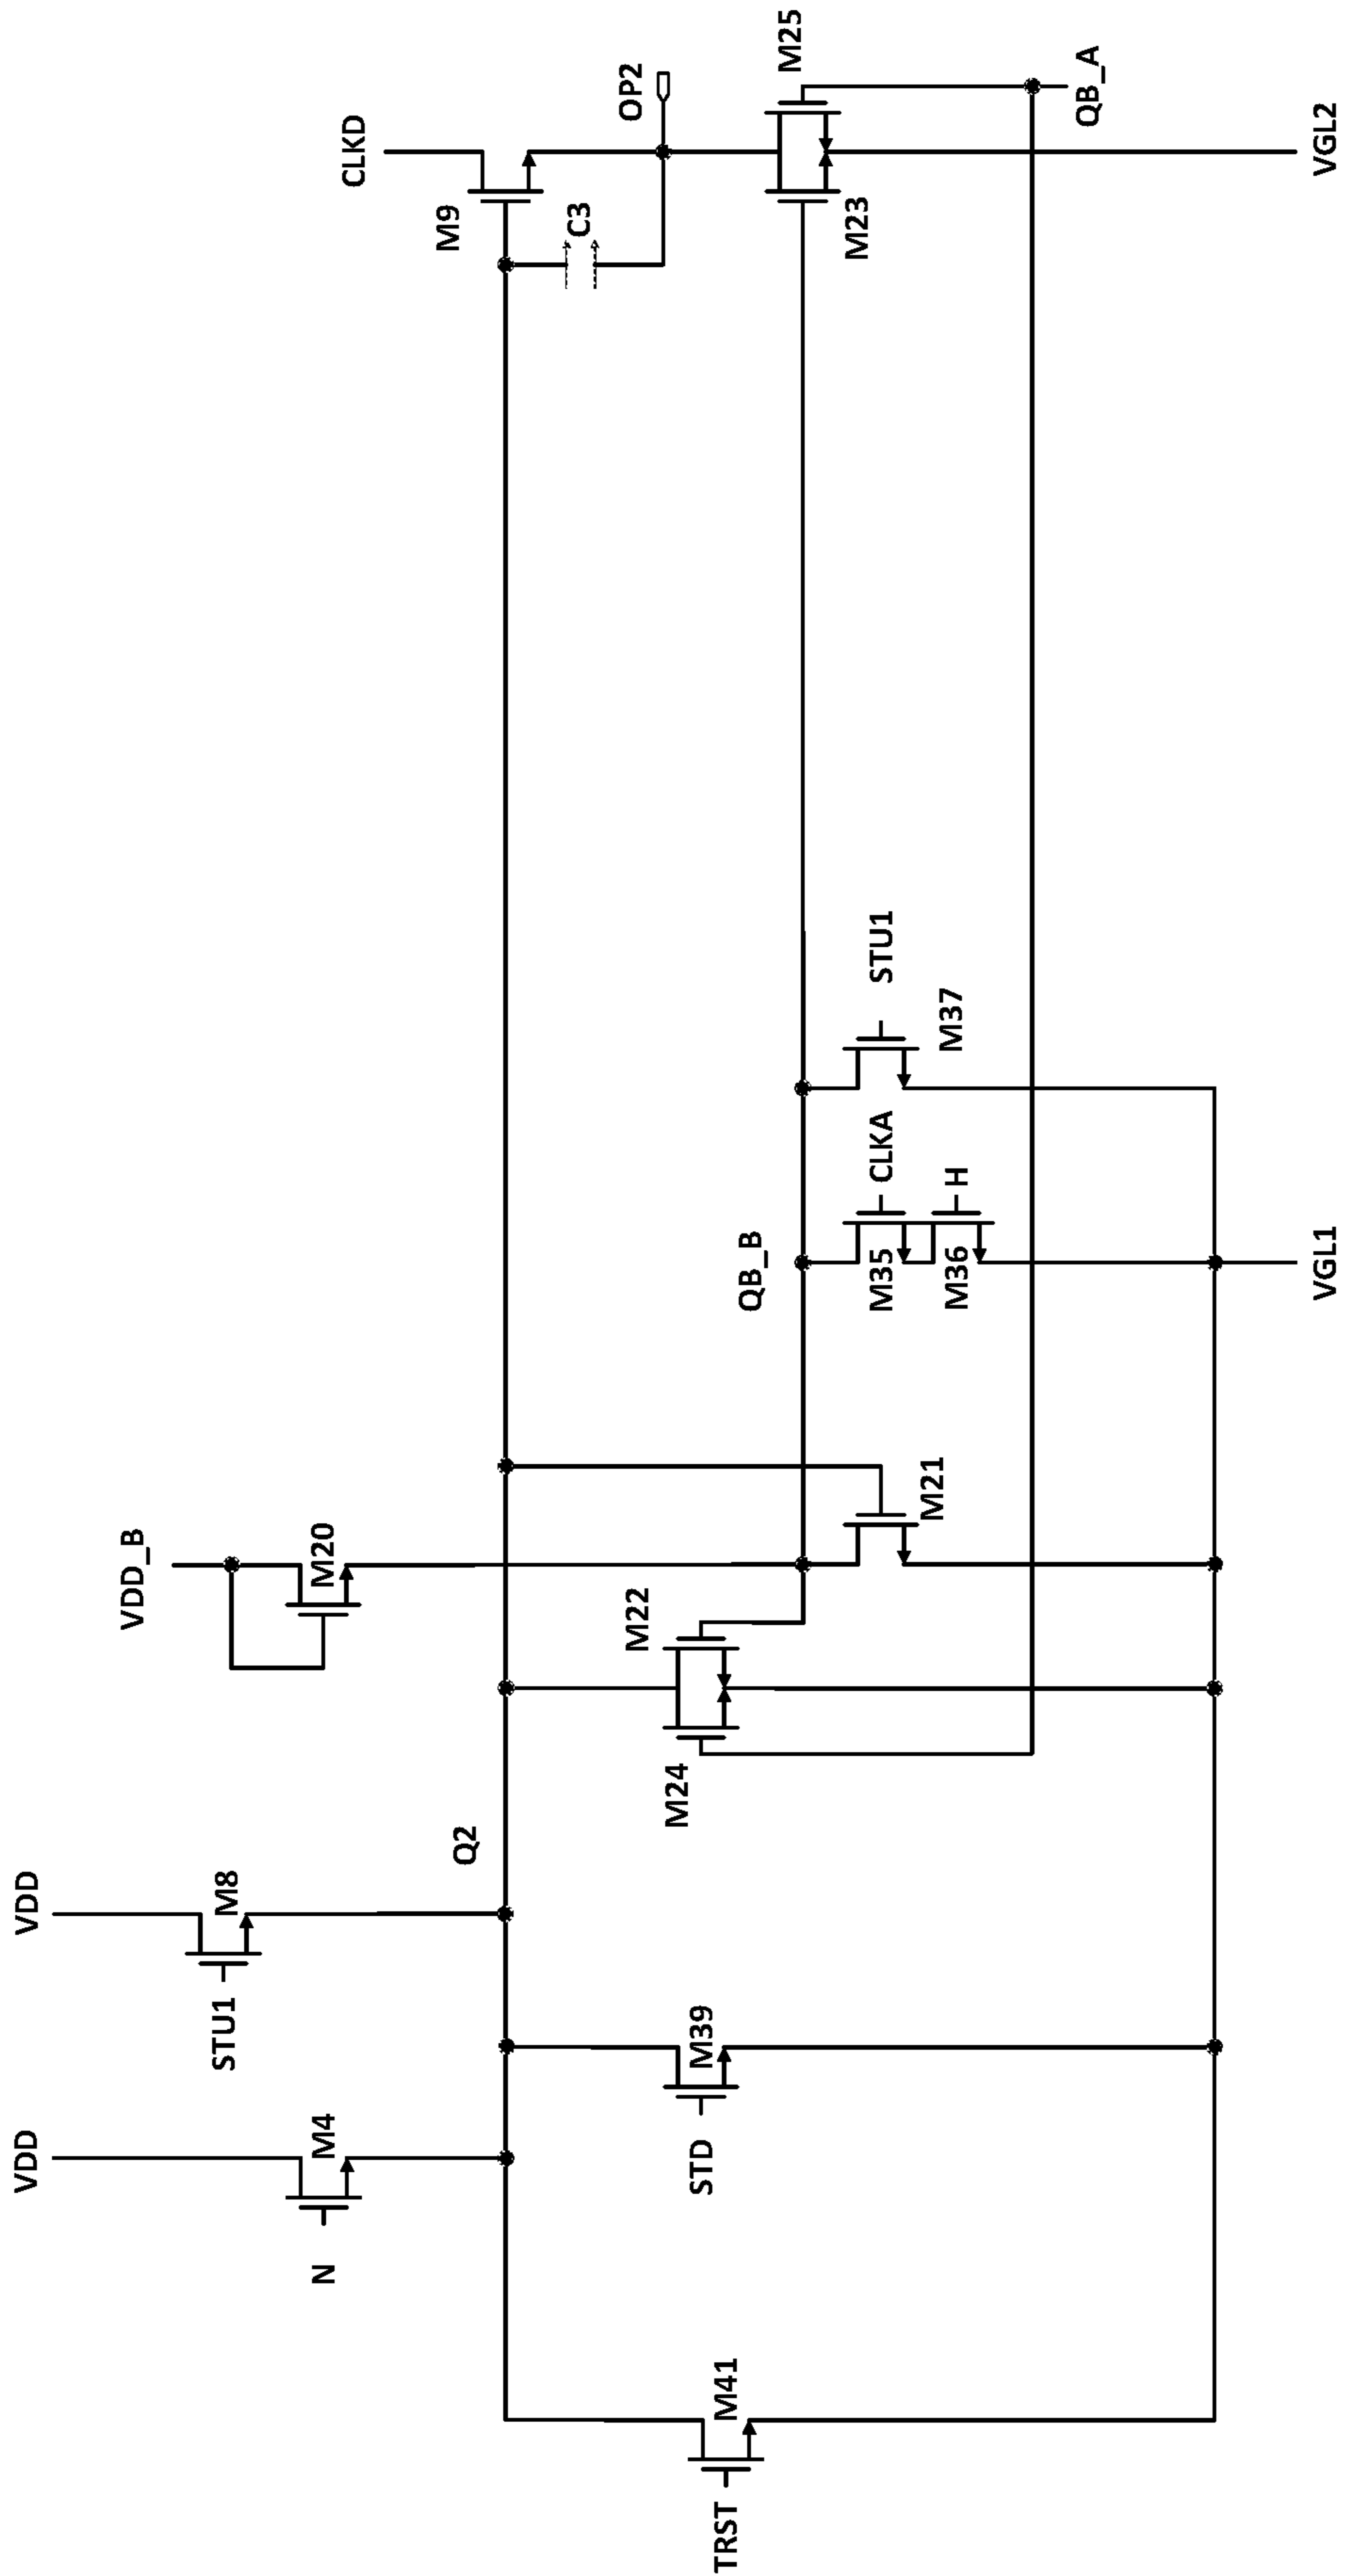 VDD
VDD
VDD_B
CLKD
N
M4
STU1
M8
M20
M9
C3
OP2
Q2
TRST
M41
STD
M39
M24
M22
M21
QB_B
M35
CLKA
M36
H
STU1
M37
M23
M25
QB_A
VGL1
VGL2